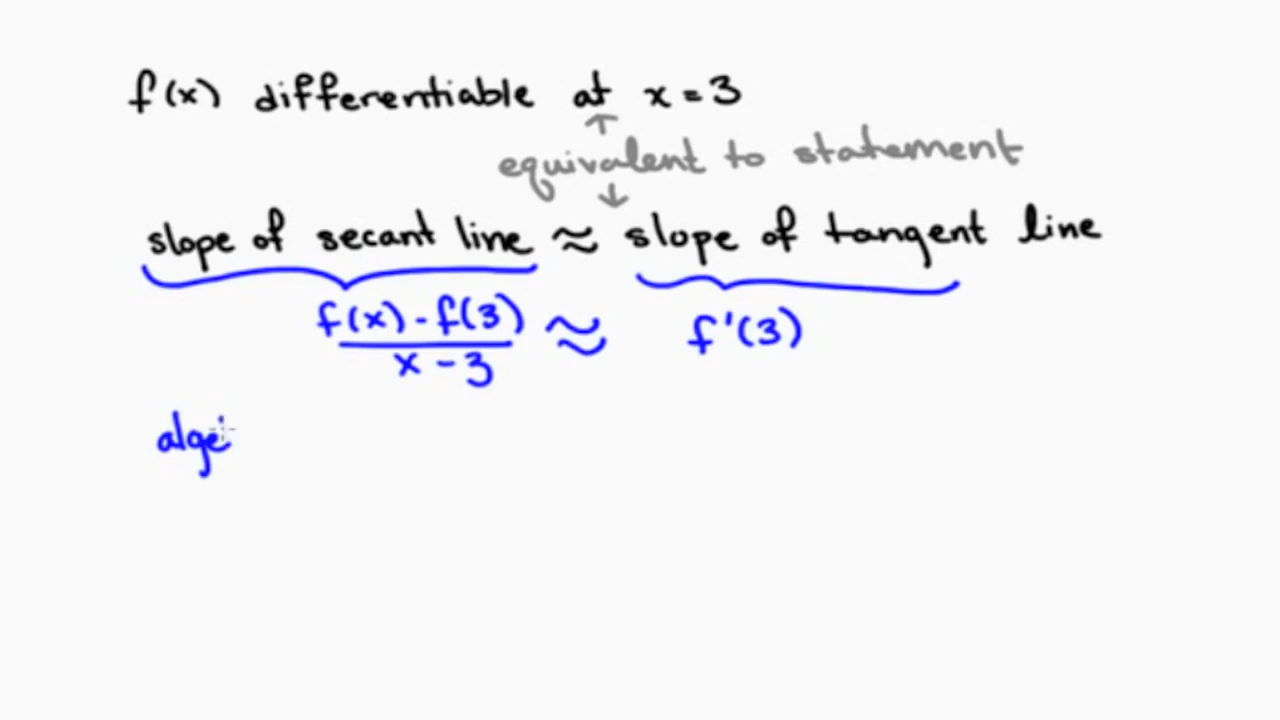 f(x) differentiable at x = 3
↑
equivalent to statement
↓
slope of secant line ≈ slope of tangent line
f(x) - f(3) ≈ f'(3)
x - 3
alge